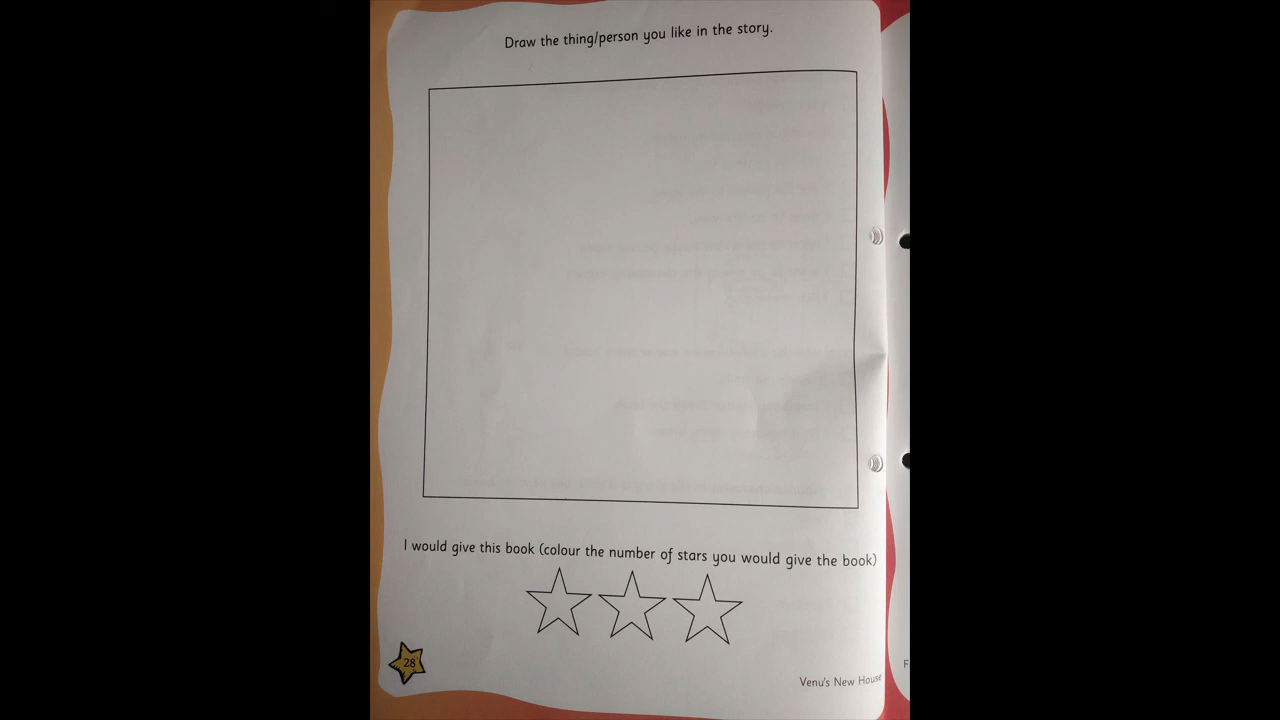 Draw the thing/person you like in the story.
I would give this book (colour the number of stars you would give the book)
28
Venu's New House
F